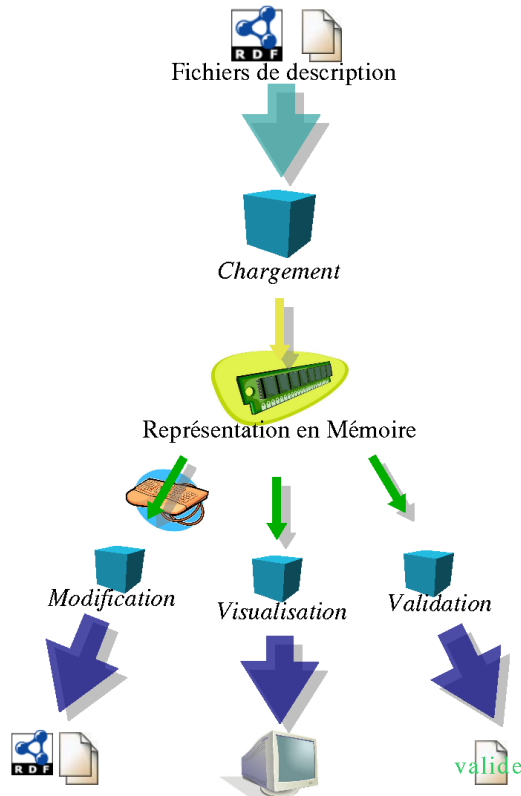 RDF
Fichiers de description
Chargement
Représentation en Mémoire
Modification
Visualisation
Validation
RDF
valide